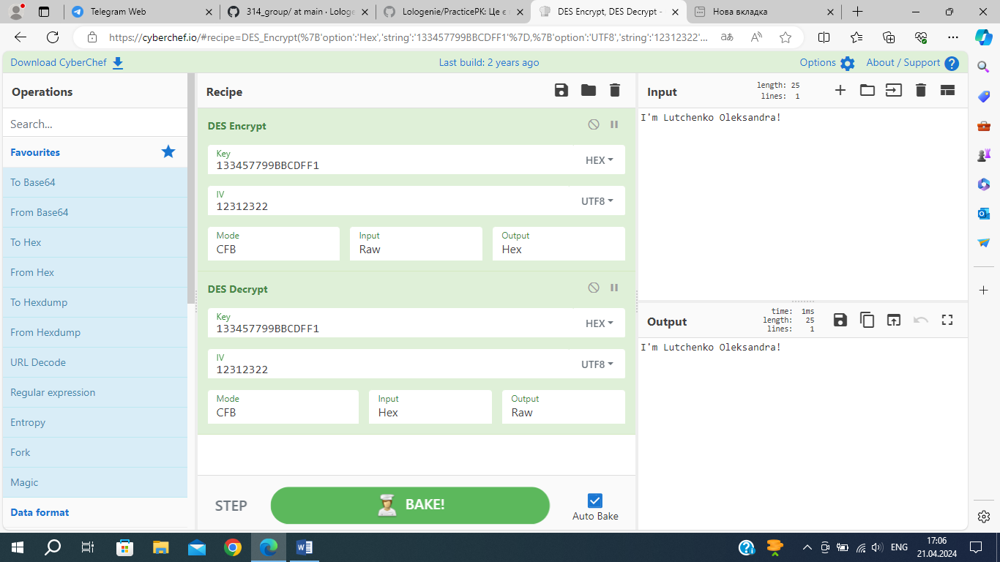 Telegram Web
314_group/ at main · Lologe
Lologenie/PracticePK: Це є
DES Encrypt, DES Decrypt -
Нова вкладка
https://cyberchef.io/#recipe=DES_Encrypt(%7B'option':'Hex','string':'133457799BBCDFF1'%7D,%7B'option':'UTF8','string':'12312322'...
Download CyberChef
Last build: 2 years ago
Options
About / Support
Operations
Search...
Favourites
To Base64
From Base64
To Hex
From Hex
To Hexdump
From Hexdump
URL Decode
Regular expression
Entropy
Fork
Magic
Data format
Recipe
DES Encrypt
Key
133457799BBCDFF1
HEX
IV
12312322
UTF8
Mode
CFB
Input
Raw
Output
Hex
DES Decrypt
Key
133457799BBCDFF1
HEX
IV
12312322
UTF8
Mode
CFB
Input
Hex
Output
Raw
STEP
BAKE!
Auto Bake
Input
length: 25
lines: 1
I'm Lutchenko Oleksandra!
Output
time: 1ms
length: 25
lines: 1
I'm Lutchenko Oleksandra!
ENG
17:06
21.04.2024